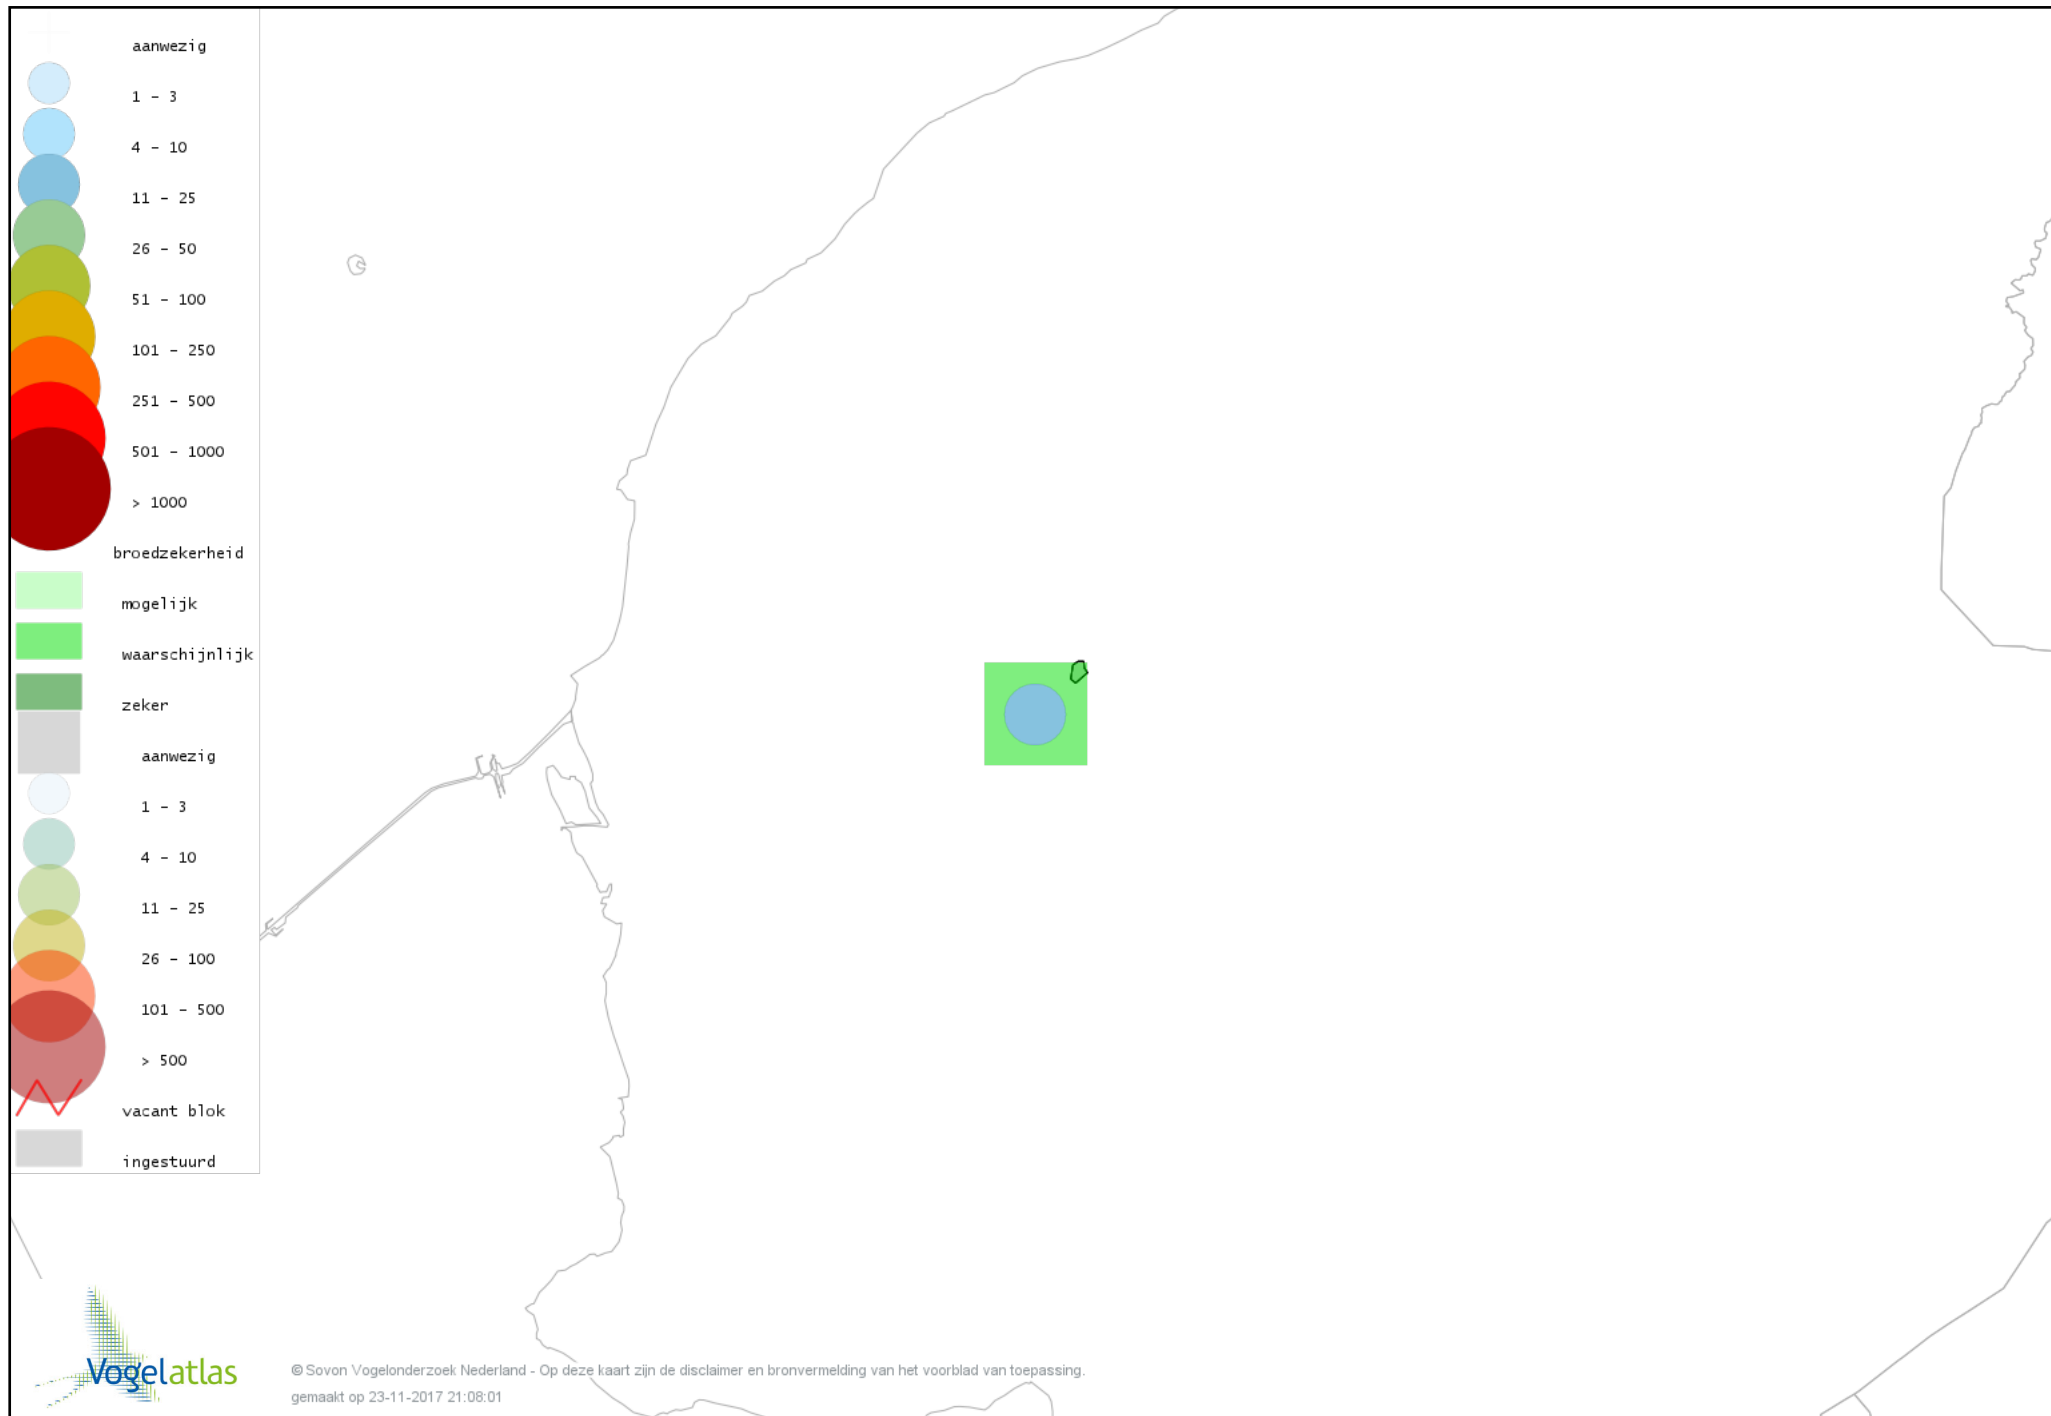 aanwezig
1 - 3
4 - 10
11 - 25
26 - 50
51 - 100
101 - 250
251 - 500
501 - 1000
> 1000
broedzekerheid
mogelijk
waarschijnlijk
zeker
aanwezig
1 - 3
4 - 10
11 - 25
26 - 100
101 - 500
> 500
vacant blok
ingestuurd
Vogelatlas
© Sovon Vogelonderzoek Nederland - Op deze kaart zijn de disclaimer en bronvermelding van het voorblad van toepassing.
gemaakt op 23-11-2017 21:08:01